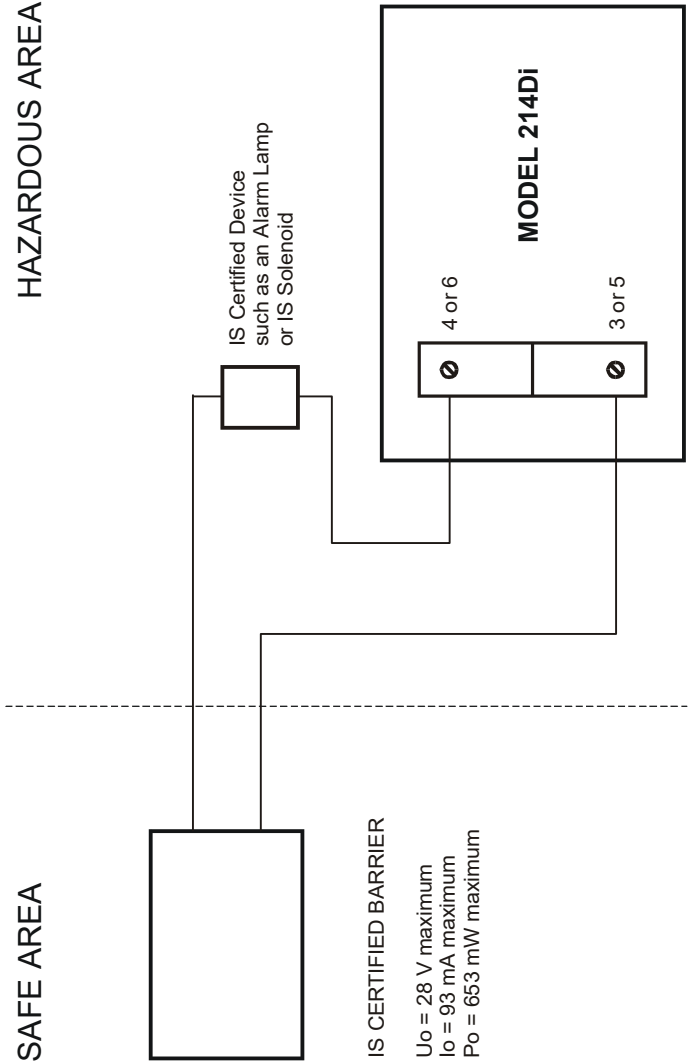 SAFE AREA
HAZARDOUS AREA
IS CERTIFIED BARRIER
Uo = 28 V maximum
Io = 93 mA maximum
Po = 653 mW maximum
IS Certified Device
such as an Alarm Lamp
or IS Solenoid
4 or 6
3 or 5
MODEL 214Di